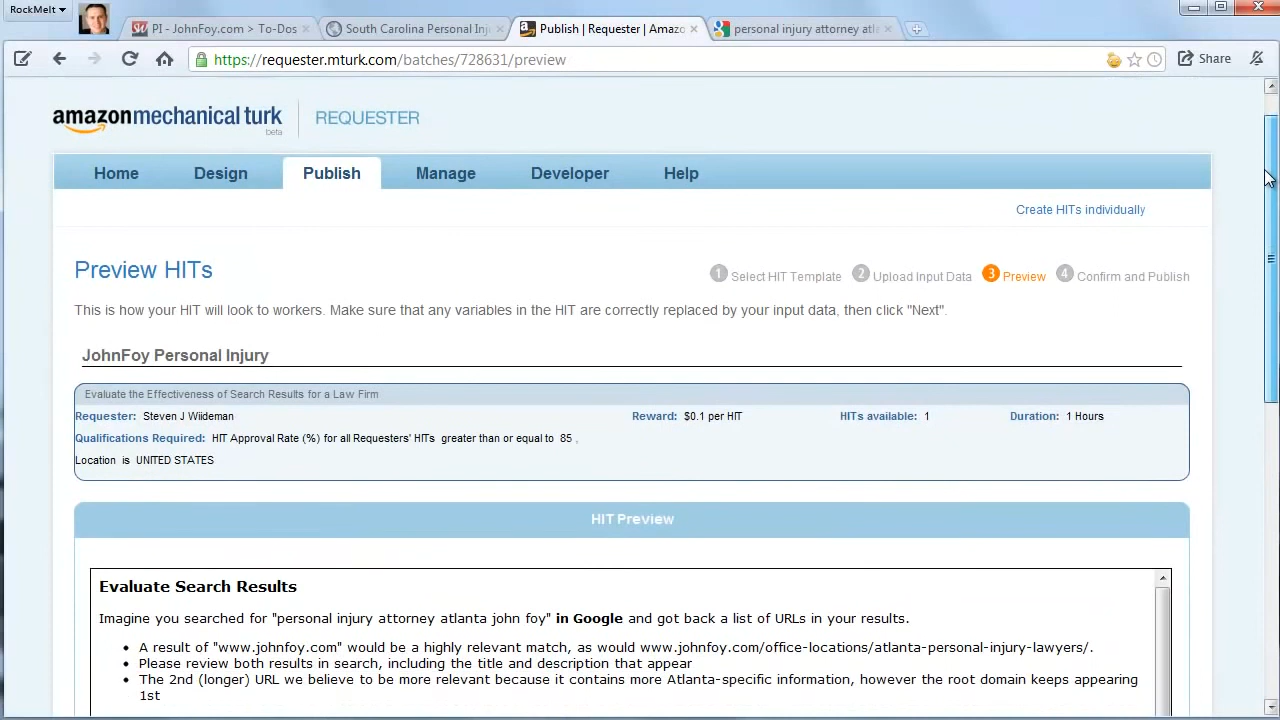 RockMelt
PI - JohnFoy.com > To-Dos
South Carolina Personal Inj
Publish | Requester | Amazo
personal injury attorney atl
https://requester.mturk.com/batches/728631/preview
Share
amazonmechanical turk
beta
REQUESTER
Home Design Publish Manage Developer Help
Create HITs individually
Preview HITs
1 Select HIT Template 2 Upload Input Data 3 Preview 4 Confirm and Publish
This is how your HIT will look to workers. Make sure that any variables in the HIT are correctly replaced by your input data, then click "Next".
JohnFoy Personal Injury
Evaluate the Effectiveness of Search Results for a Law Firm
Requester: Steven J Wiideman Reward: $0.1 per HIT HITs available: 1 Duration: 1 Hours
Qualifications Required: HIT Approval Rate (%) for all Requesters' HITs greater than or equal to 85 ,
Location is UNITED STATES
HIT Preview
Evaluate Search Results
Imagine you searched for "personal injury attorney atlanta john foy" in Google and got back a list of URLs in your results.
• A result of "www.johnfoy.com" would be a highly relevant match, as would www.johnfoy.com/office-locations/atlanta-personal-injury-lawyers/.
• Please review both results in search, including the title and description that appear
• The 2nd (longer) URL we believe to be more relevant because it contains more Atlanta-specific information, however the root domain keeps appearing
1st